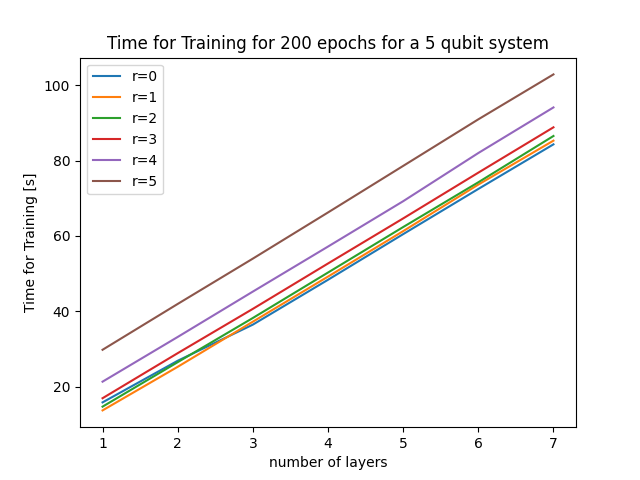 Time for Training for 200 epochs for a 5 qubit system
r=0
r=1
r=2
r=3
r=4
r=5
Time for Training [s]
100
80
60
40
20
1 2 3 4 5 6 7
number of layers